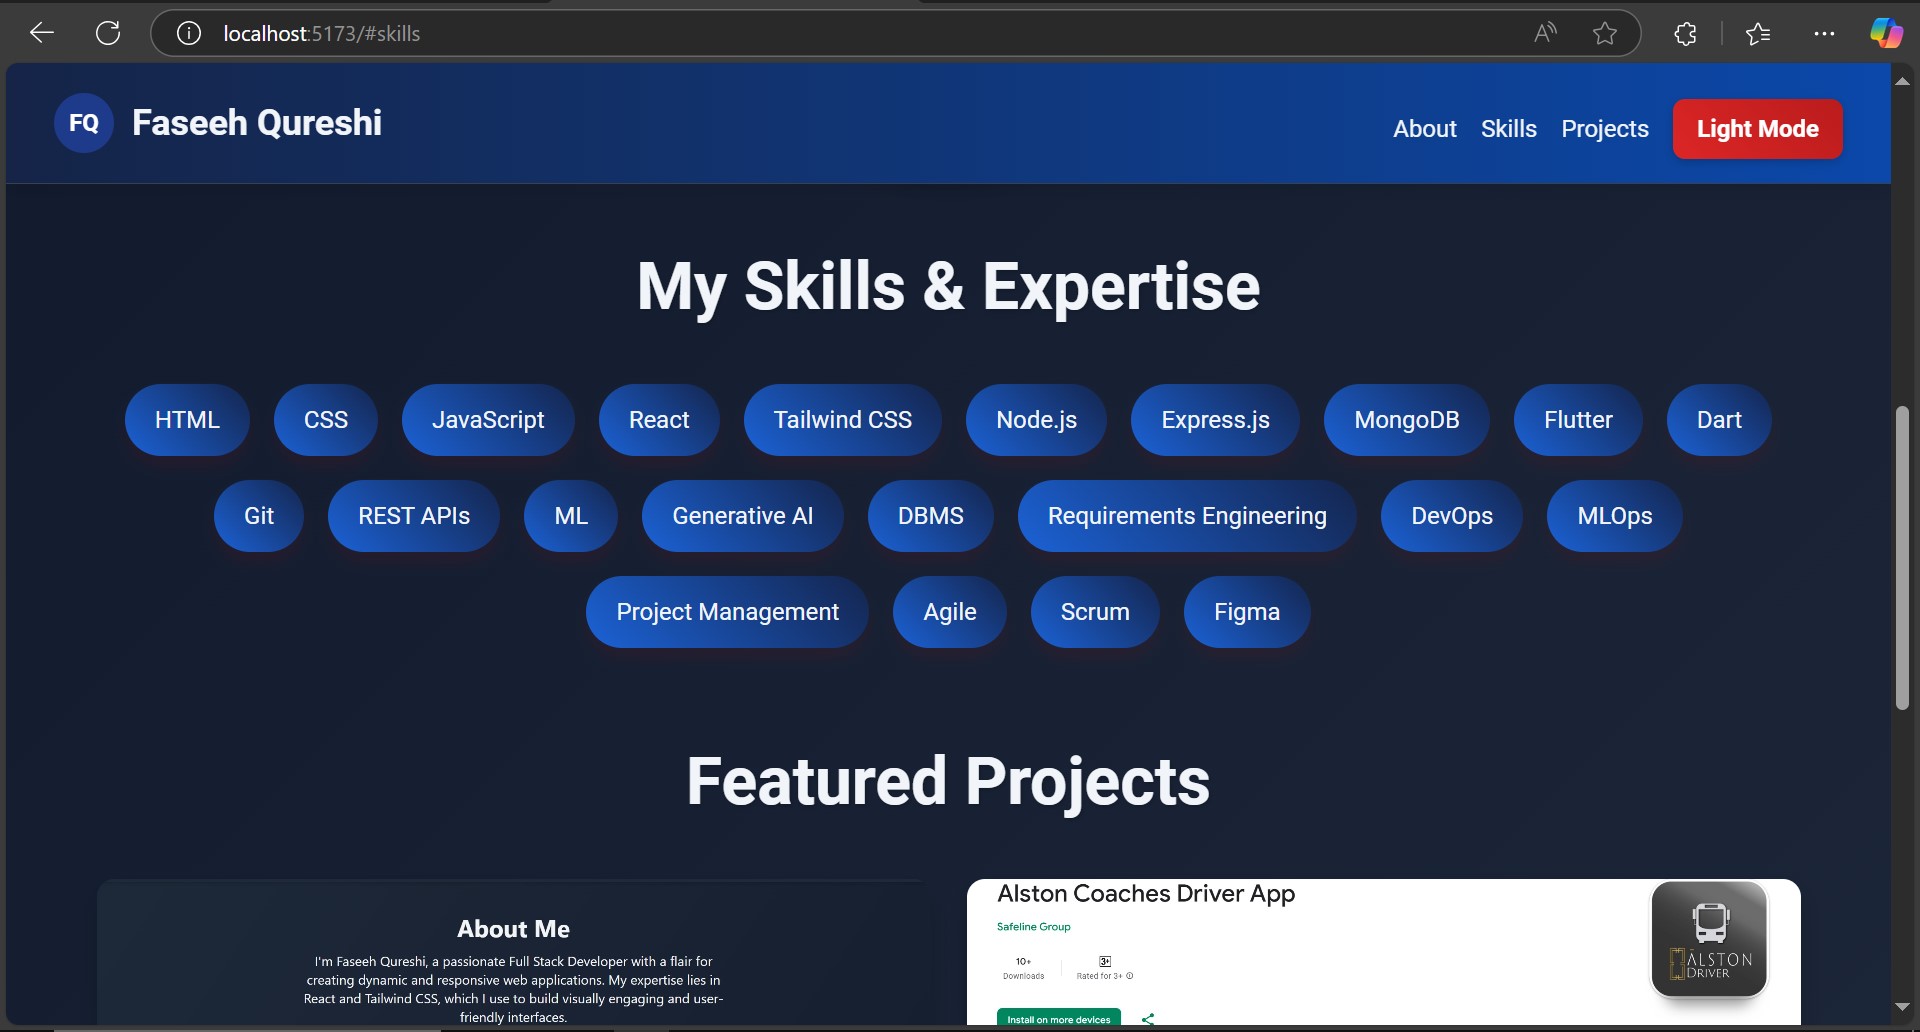 localhost:5173/#skills
FQ Faseeh Qureshi
About Skills Projects Light Mode
My Skills & Expertise
HTML CSS JavaScript React Tailwind CSS Node.js Express.js MongoDB Flutter Dart
Git REST APIs ML Generative AI DBMS Requirements Engineering DevOps MLOps
Project Management Agile Scrum Figma
Featured Projects
About Me
I'm Faseeh Qureshi, a passionate Full Stack Developer with a flair for
creating dynamic and responsive web applications. My expertise lies in
React and Tailwind CSS, which I use to build visually engaging and user-
friendly interfaces.
Alston Coaches Driver App
Safeline Group
10+ 3+
Downloads Rated for 3+
Install on more devices
ALSTON
DRIVER